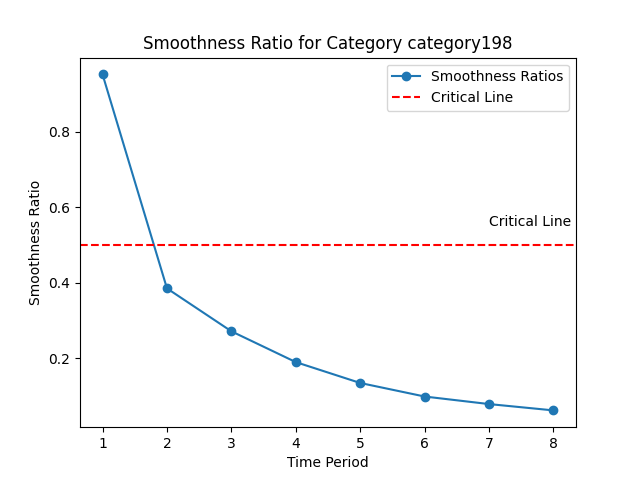 Smoothness Ratio for Category category198
Smoothness Ratios
Critical Line
Critical Line
Smoothness Ratio
0.8
0.6
0.4
0.2
1 2 3 4 5 6 7 8
Time Period